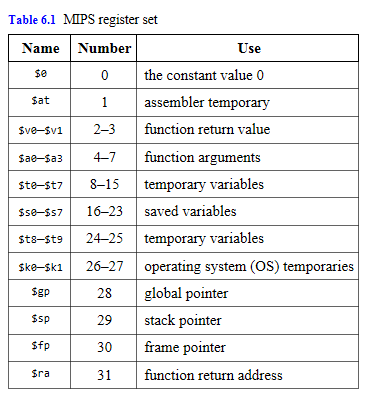 Table 6.1 MIPS register set
Name Number Use
$0 0 the constant value 0
$at 1 assembler temporary
$v0–$v1 2–3 function return value
$a0–$a3 4–7 function arguments
$t0–$t7 8–15 temporary variables
$s0–$s7 16–23 saved variables
$t8–$t9 24–25 temporary variables
$k0–$k1 26–27 operating system (OS) temporaries
$gp 28 global pointer
$sp 29 stack pointer
$fp 30 frame pointer
$ra 31 function return address